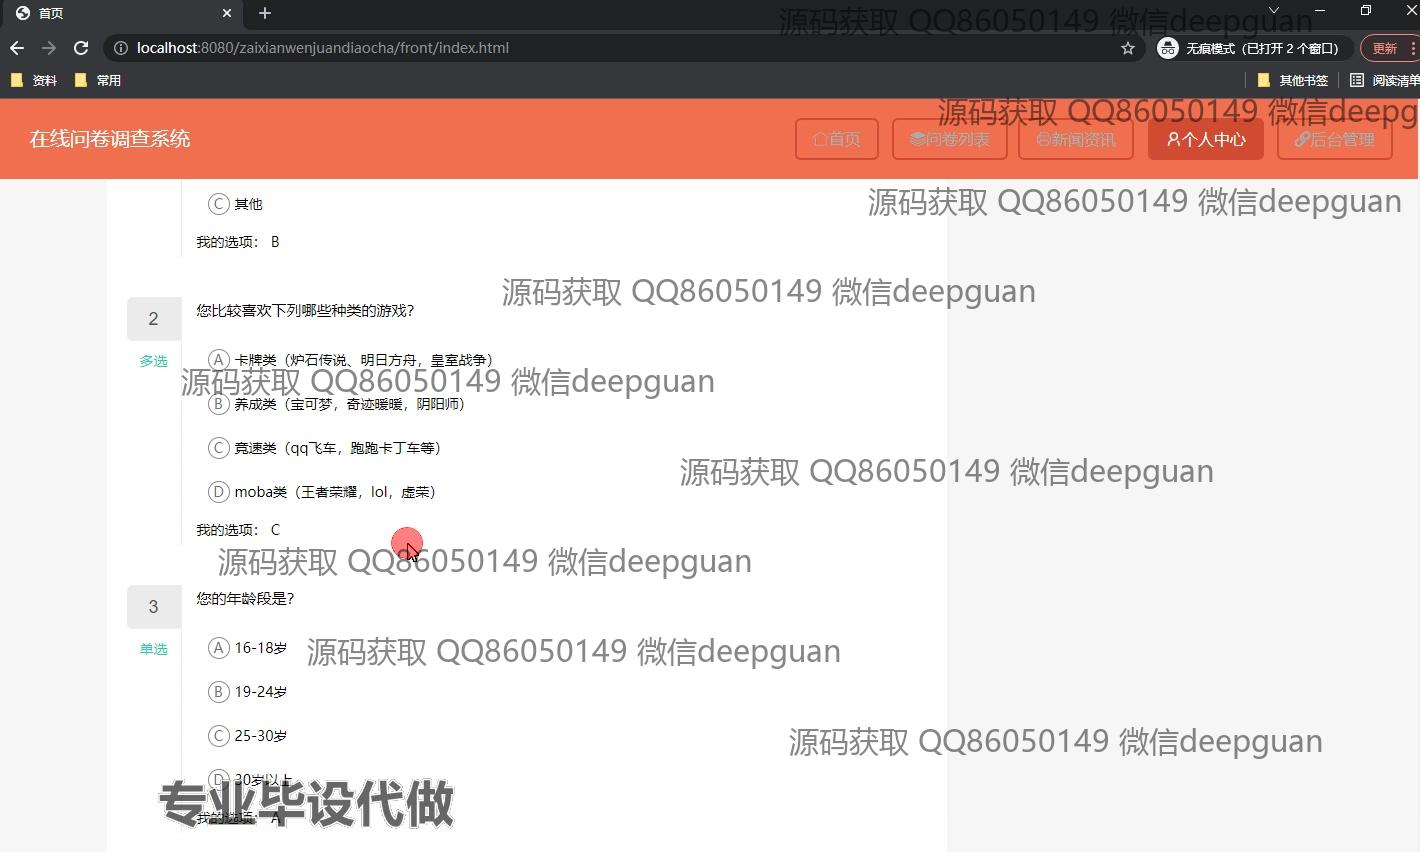 首页
源码获取 QQ86050149 微信deepguan
localhost:8080/zaixianwenjuandiaocha/front/index.html
无痕模式（已打开 2 个窗口）
更新
资料
常用
其他书签
阅读清单
源码获取 QQ86050149 微信deepg
在线问卷调查系统
首页
问卷列表
新闻资讯
个人中心
后台管理
C 其他
源码获取 QQ86050149 微信deepguan
我的选项： B
源码获取 QQ86050149 微信deepguan
2
您比较喜欢下列哪些种类的游戏?
多选
A 卡牌类（炉石传说、明日方舟，皇室战争）
源码获取 QQ86050149 微信deepguan
B 养成类（宝可梦，奇迹暖暖，阴阳师）
C 竟速类（qq飞车，跑跑卡丁车等）
源码获取 QQ86050149 微信deepguan
D moba类（王者荣耀，lol，虚荣）
我的选项： C
源码获取 QQ86050149 微信deepguan
3
您的年龄段是?
单选
A 16-18岁
源码获取 QQ86050149 微信deepguan
B 19-24岁
C 25-30岁
源码获取 QQ86050149 微信deepguan
D 30岁以上
专业毕设代做
我的选项： A